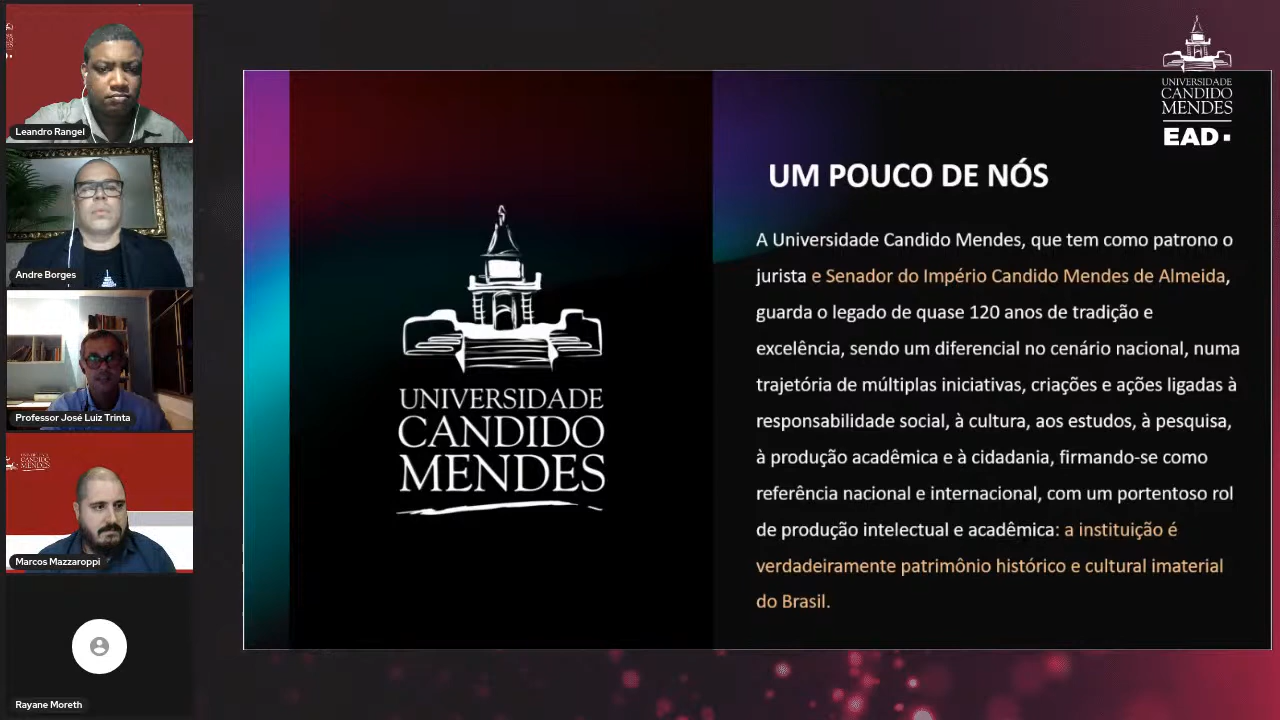 Leandro Rangel
Andre Borges
Professor José Luiz Trinta
Marcos Mazzaroppi
Rayane Moreth
UNIVERSIDADE
CANDIDO
MENDES
UNIVERSIDADE
CANDIDO
MENDES
EAD
UM POUCO DE NÓS
A Universidade Candido Mendes, que tem como patrono o
jurista e Senador do Império Candido Mendes de Almeida,
guarda o legado de quase 120 anos de tradição e
excelência, sendo um diferencial no cenário nacional, numa
trajetória de múltiplas iniciativas, criações e ações ligadas à
responsabilidade social, à cultura, aos estudos, à pesquisa,
à produção acadêmica e à cidadania, firmando-se como
referência nacional e internacional, com um portentoso rol
de produção intelectual e acadêmica: a instituição é
verdadeiramente patrimônio histórico e cultural imaterial
do Brasil.